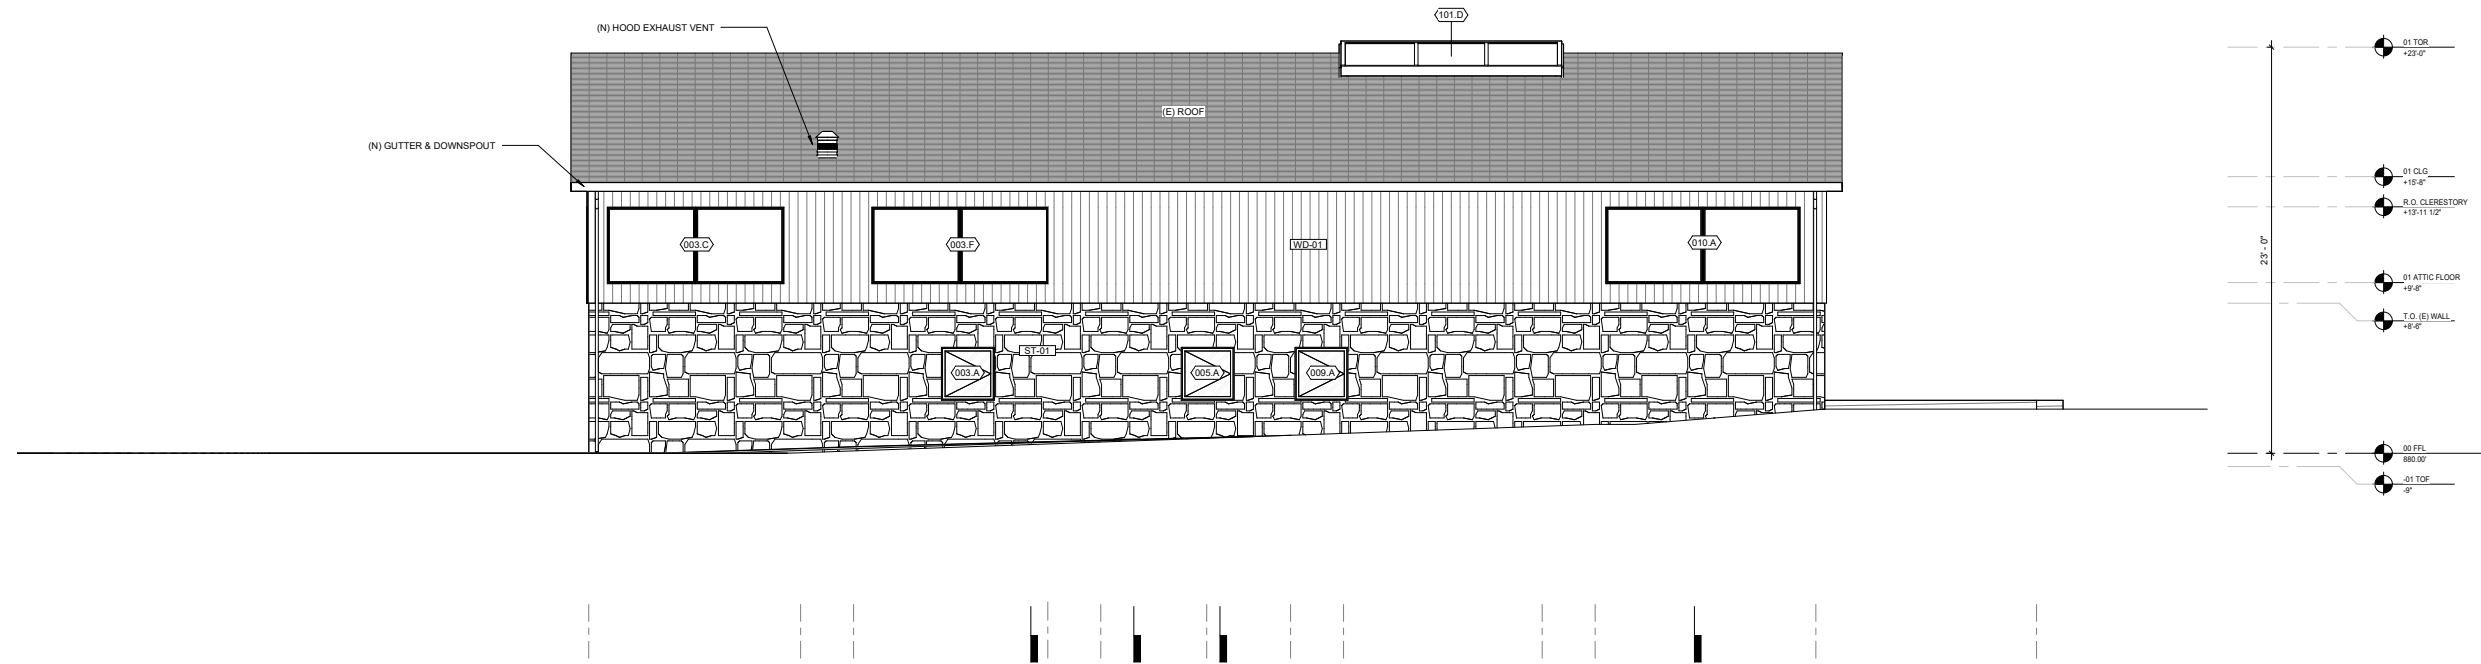 (N) HOOD EXHAUST VENT
101.D
(E) ROOF
(N) GUTTER & DOWNSPOUT
003.C
003.F
WD-01
010.A
ST-01
003.A
005.A
009.A
23' - 0"
01 TOR
+23'-0"
01 CLG
+15'-8"
R.O. CLERESTORY
+13'-11 1/2"
01 ATTIC FLOOR
+9'-8"
T.O. (E) WALL
+8'-6"
00 FFL
880.00'
-01 TOF
-9"